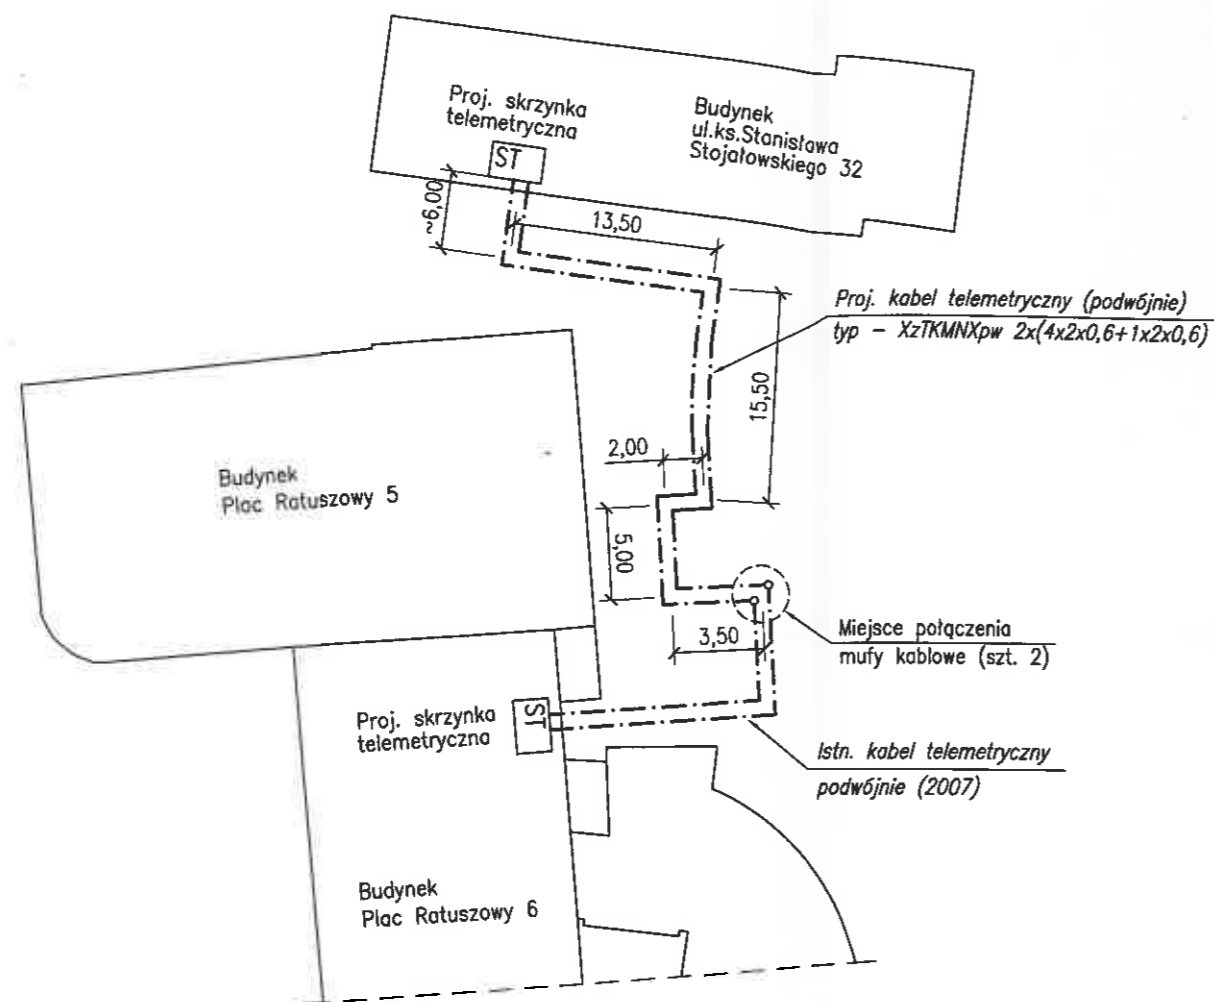 Proj. skrzynka
telemetryczna
ST
Budynek
ul.ks.Stanisława
Stojałowskiego 32
~6,00
13,50
Proj. kabel telemetryczny (podwójnie)
typ – XzTKMNXpw 2x(4x2x0,6+1x2x0,6)
15,50
2,00
Budynek
Plac Ratuszowy 5
5,00
3,50
Miejsce połączenia
mufy kablowe (szt. 2)
Proj. skrzynka
telemetryczna
ST
Istn. kabel telemetryczny
podwójnie (2007)
Budynek
Plac Ratuszowy 6